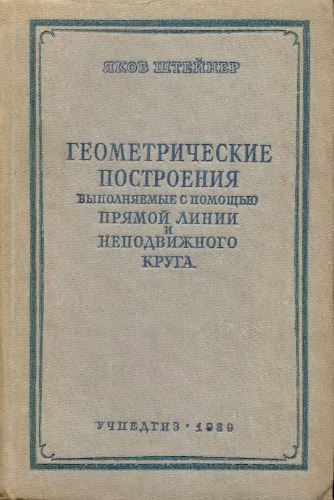 ЯКОВ ШТЕЙНЕР
ГЕОМЕТРИЧЕСКИЕ
ПОСТРОЕНИЯ
ВЫПОЛНЯЕМЫЕ С ПОМОЩЬЮ
ПРЯМОЙ ЛИНИИ
И
НЕПОДВИЖНОГО
КРУГА
УЧПЕДГИЗ · 1939